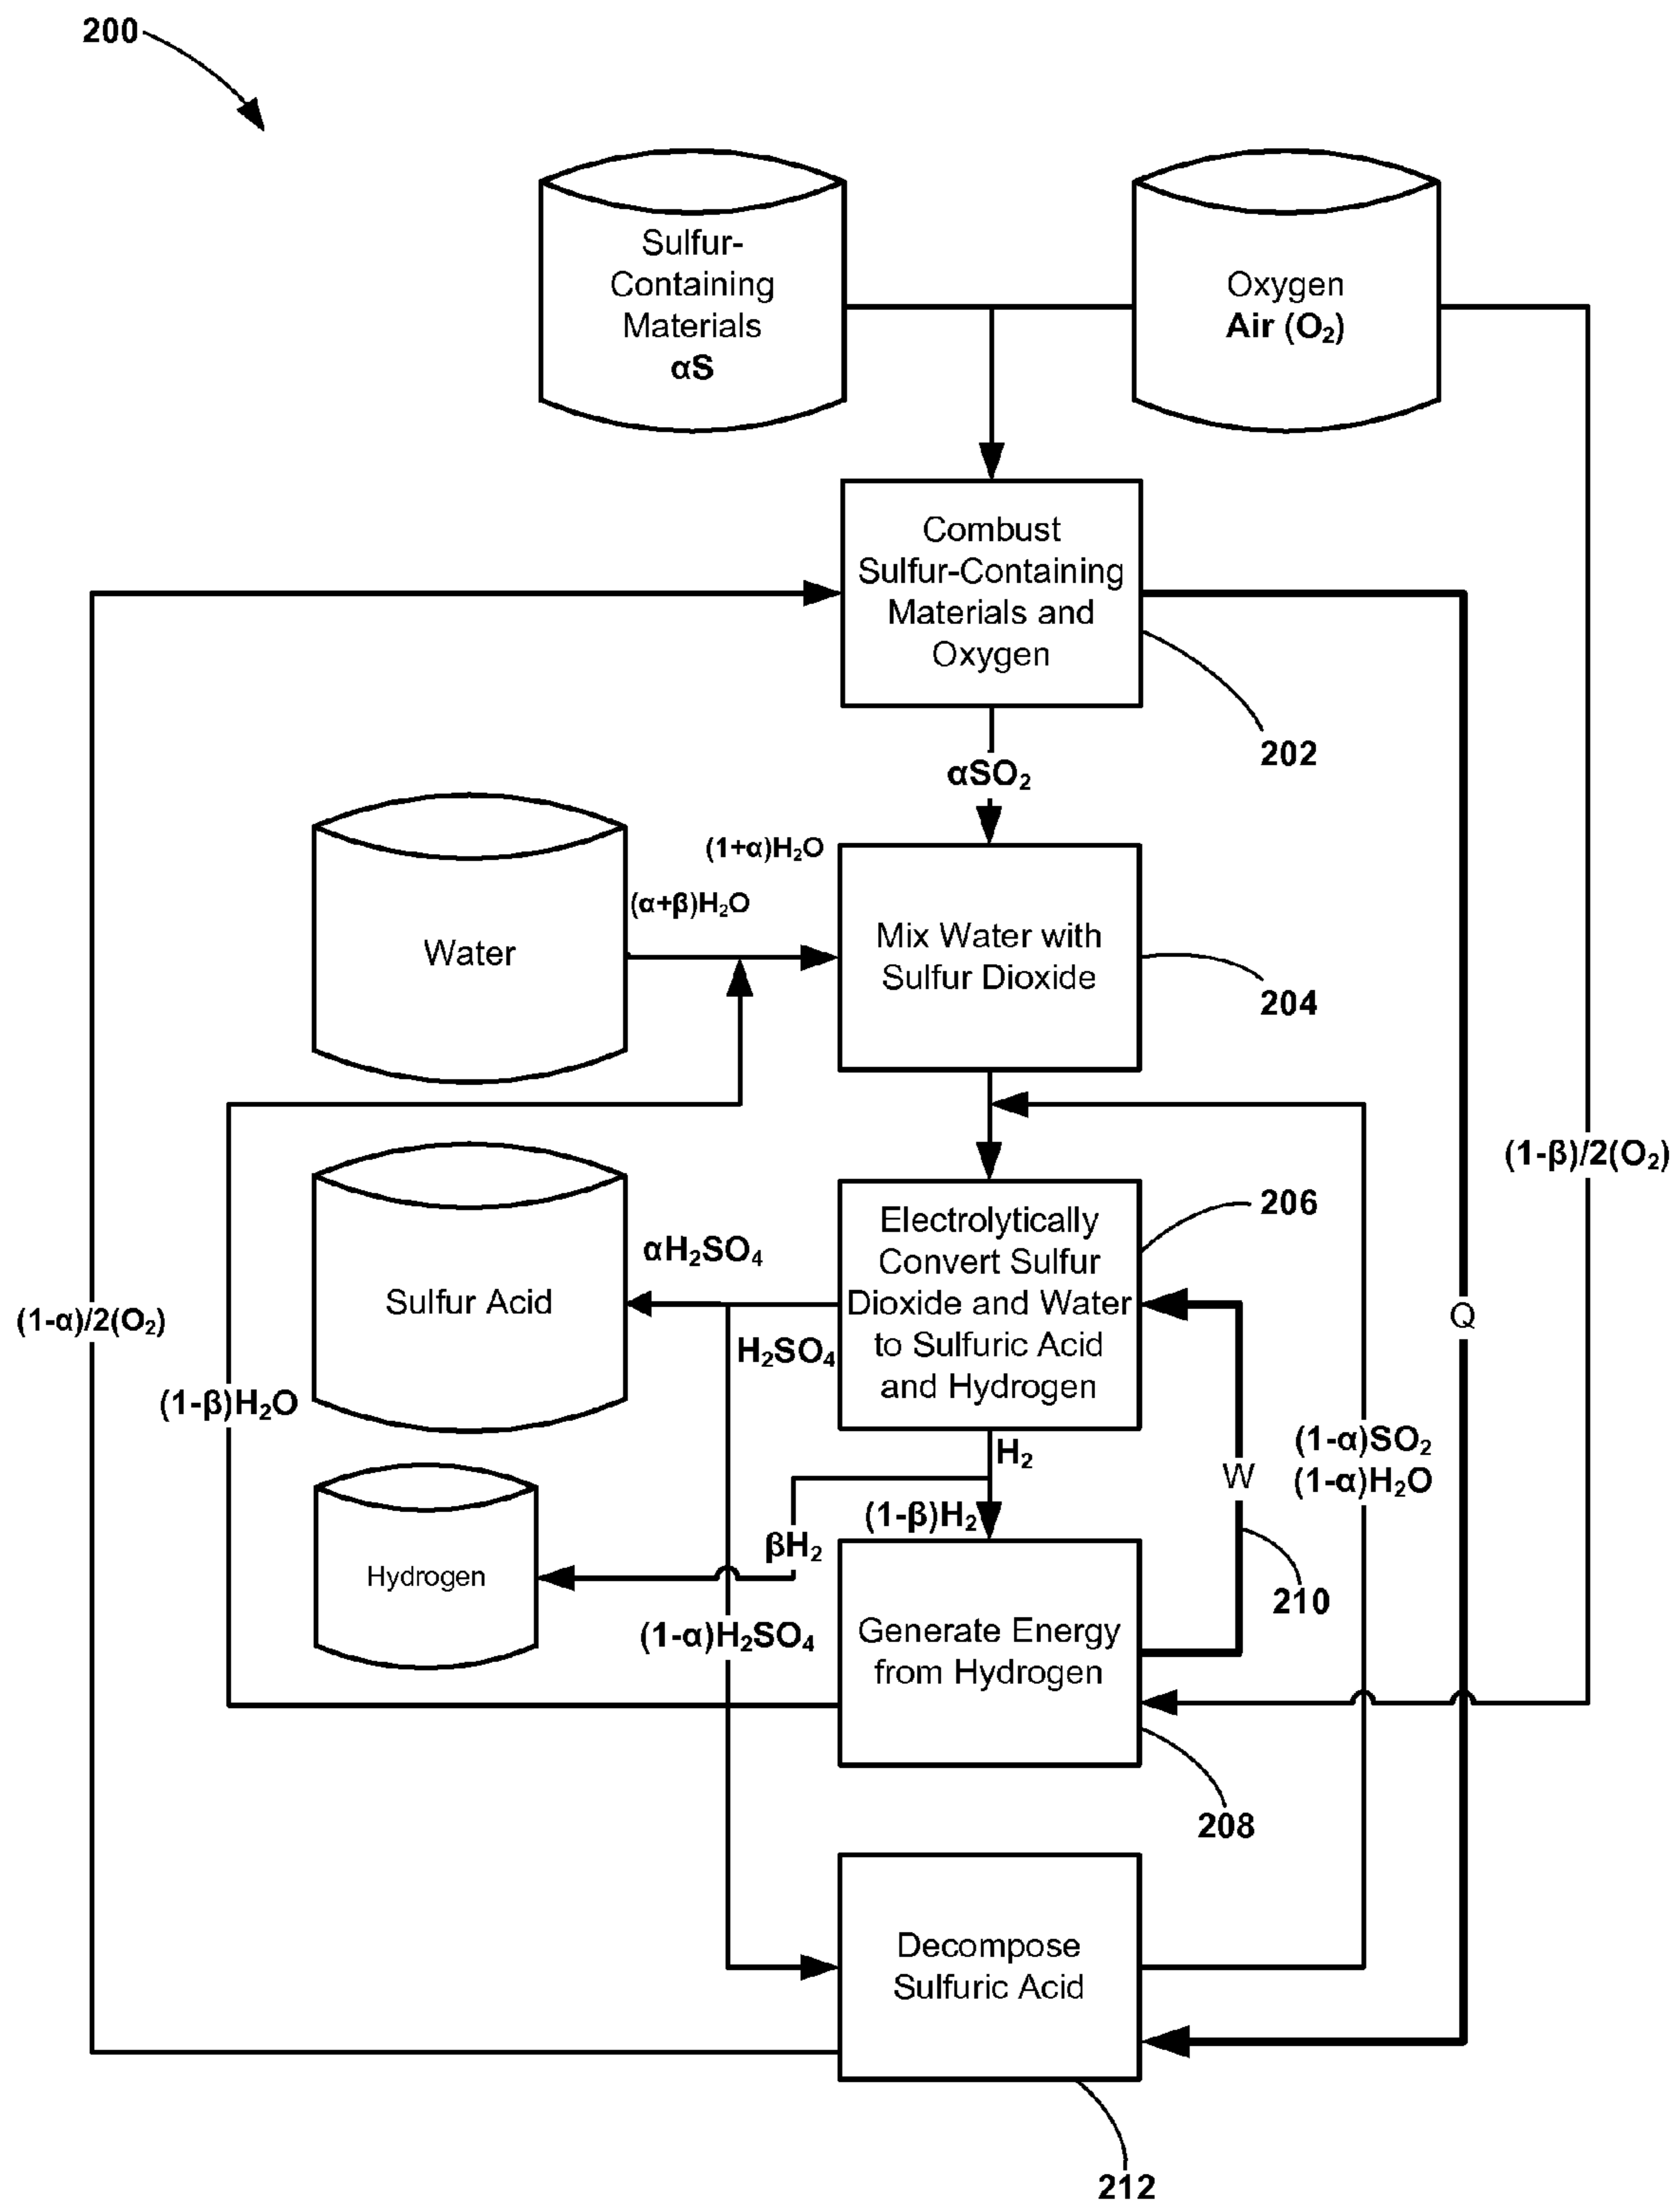 200
Sulfur-
Containing
Materials
αS
Oxygen
Air (O₂)
Combust
Sulfur-Containing
Materials and
Oxygen
202
αSO₂
(1+α)H₂O
(α+β)H₂O
Water
Mix Water with
Sulfur Dioxide
204
(1-β)/2(O₂)
206
Electrolytically
Convert Sulfur
Dioxide and Water
to Sulfuric Acid
and Hydrogen
αH₂SO₄
Sulfur Acid
H₂SO₄
(1-α)/2(O₂)
Q
(1-β)H₂O
(1-α)SO₂
(1-α)H₂O
H₂
W
(1-β)H₂
βH₂
Hydrogen
210
(1-α)H₂SO₄
Generate Energy
from Hydrogen
208
Decompose
Sulfuric Acid
212